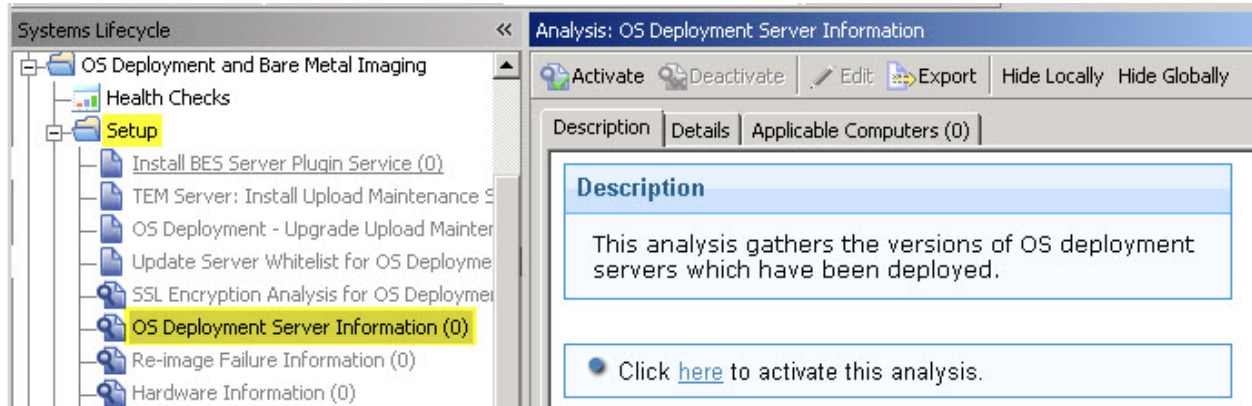 Systems Lifecycle
OS Deployment and Bare Metal Imaging
Health Checks
Setup
Install BES Server Plugin Service (0)
TEM Server: Install Upload Maintenance S
OS Deployment - Upgrade Upload Mainten
Update Server Whitelist for OS Deployme
SSL Encryption Analysis for OS Deploymen
OS Deployment Server Information (0)
Re-image Failure Information (0)
Hardware Information (0)
Analysis: OS Deployment Server Information
Activate Deactivate Edit Export Hide Locally Hide Globally
Description Details Applicable Computers (0)
Description
This analysis gathers the versions of OS deployment
servers which have been deployed.
Click here to activate this analysis.